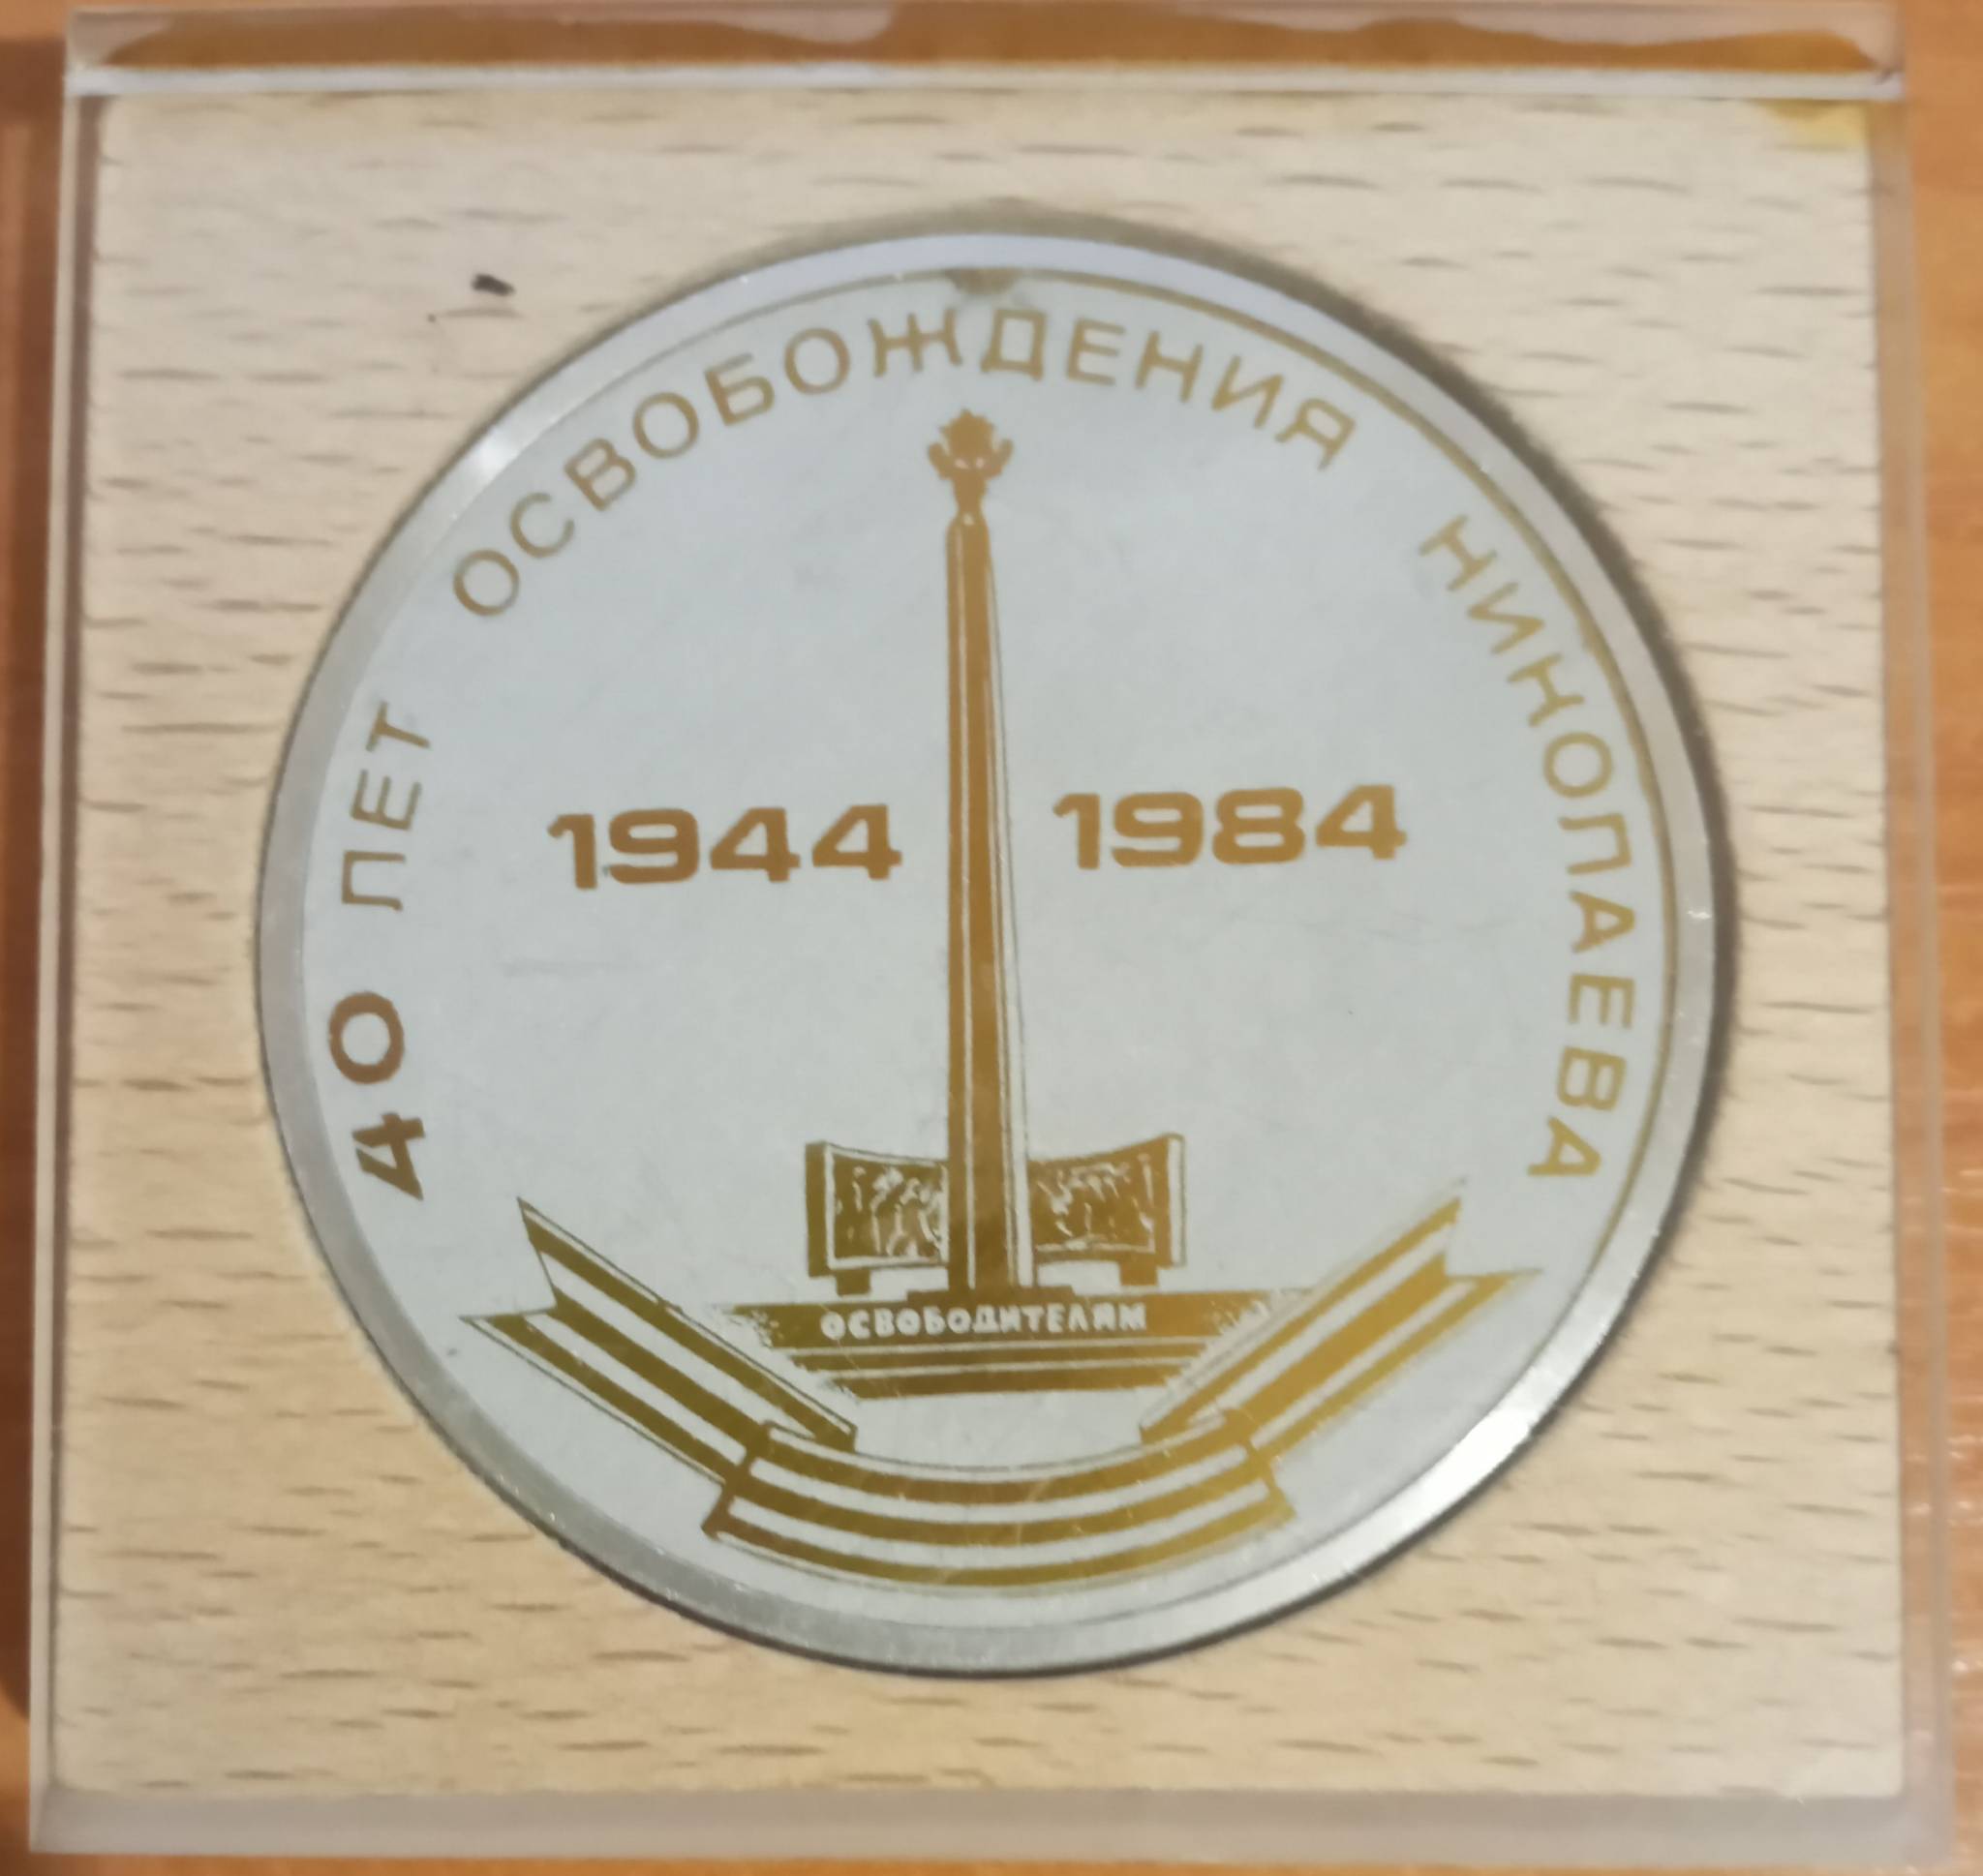 40 ЛЕТ ОСВОБОЖДЕНИЯ НИКОЛАЕВА
1944 1984
ОСВОБОДИТЕЛЯМ